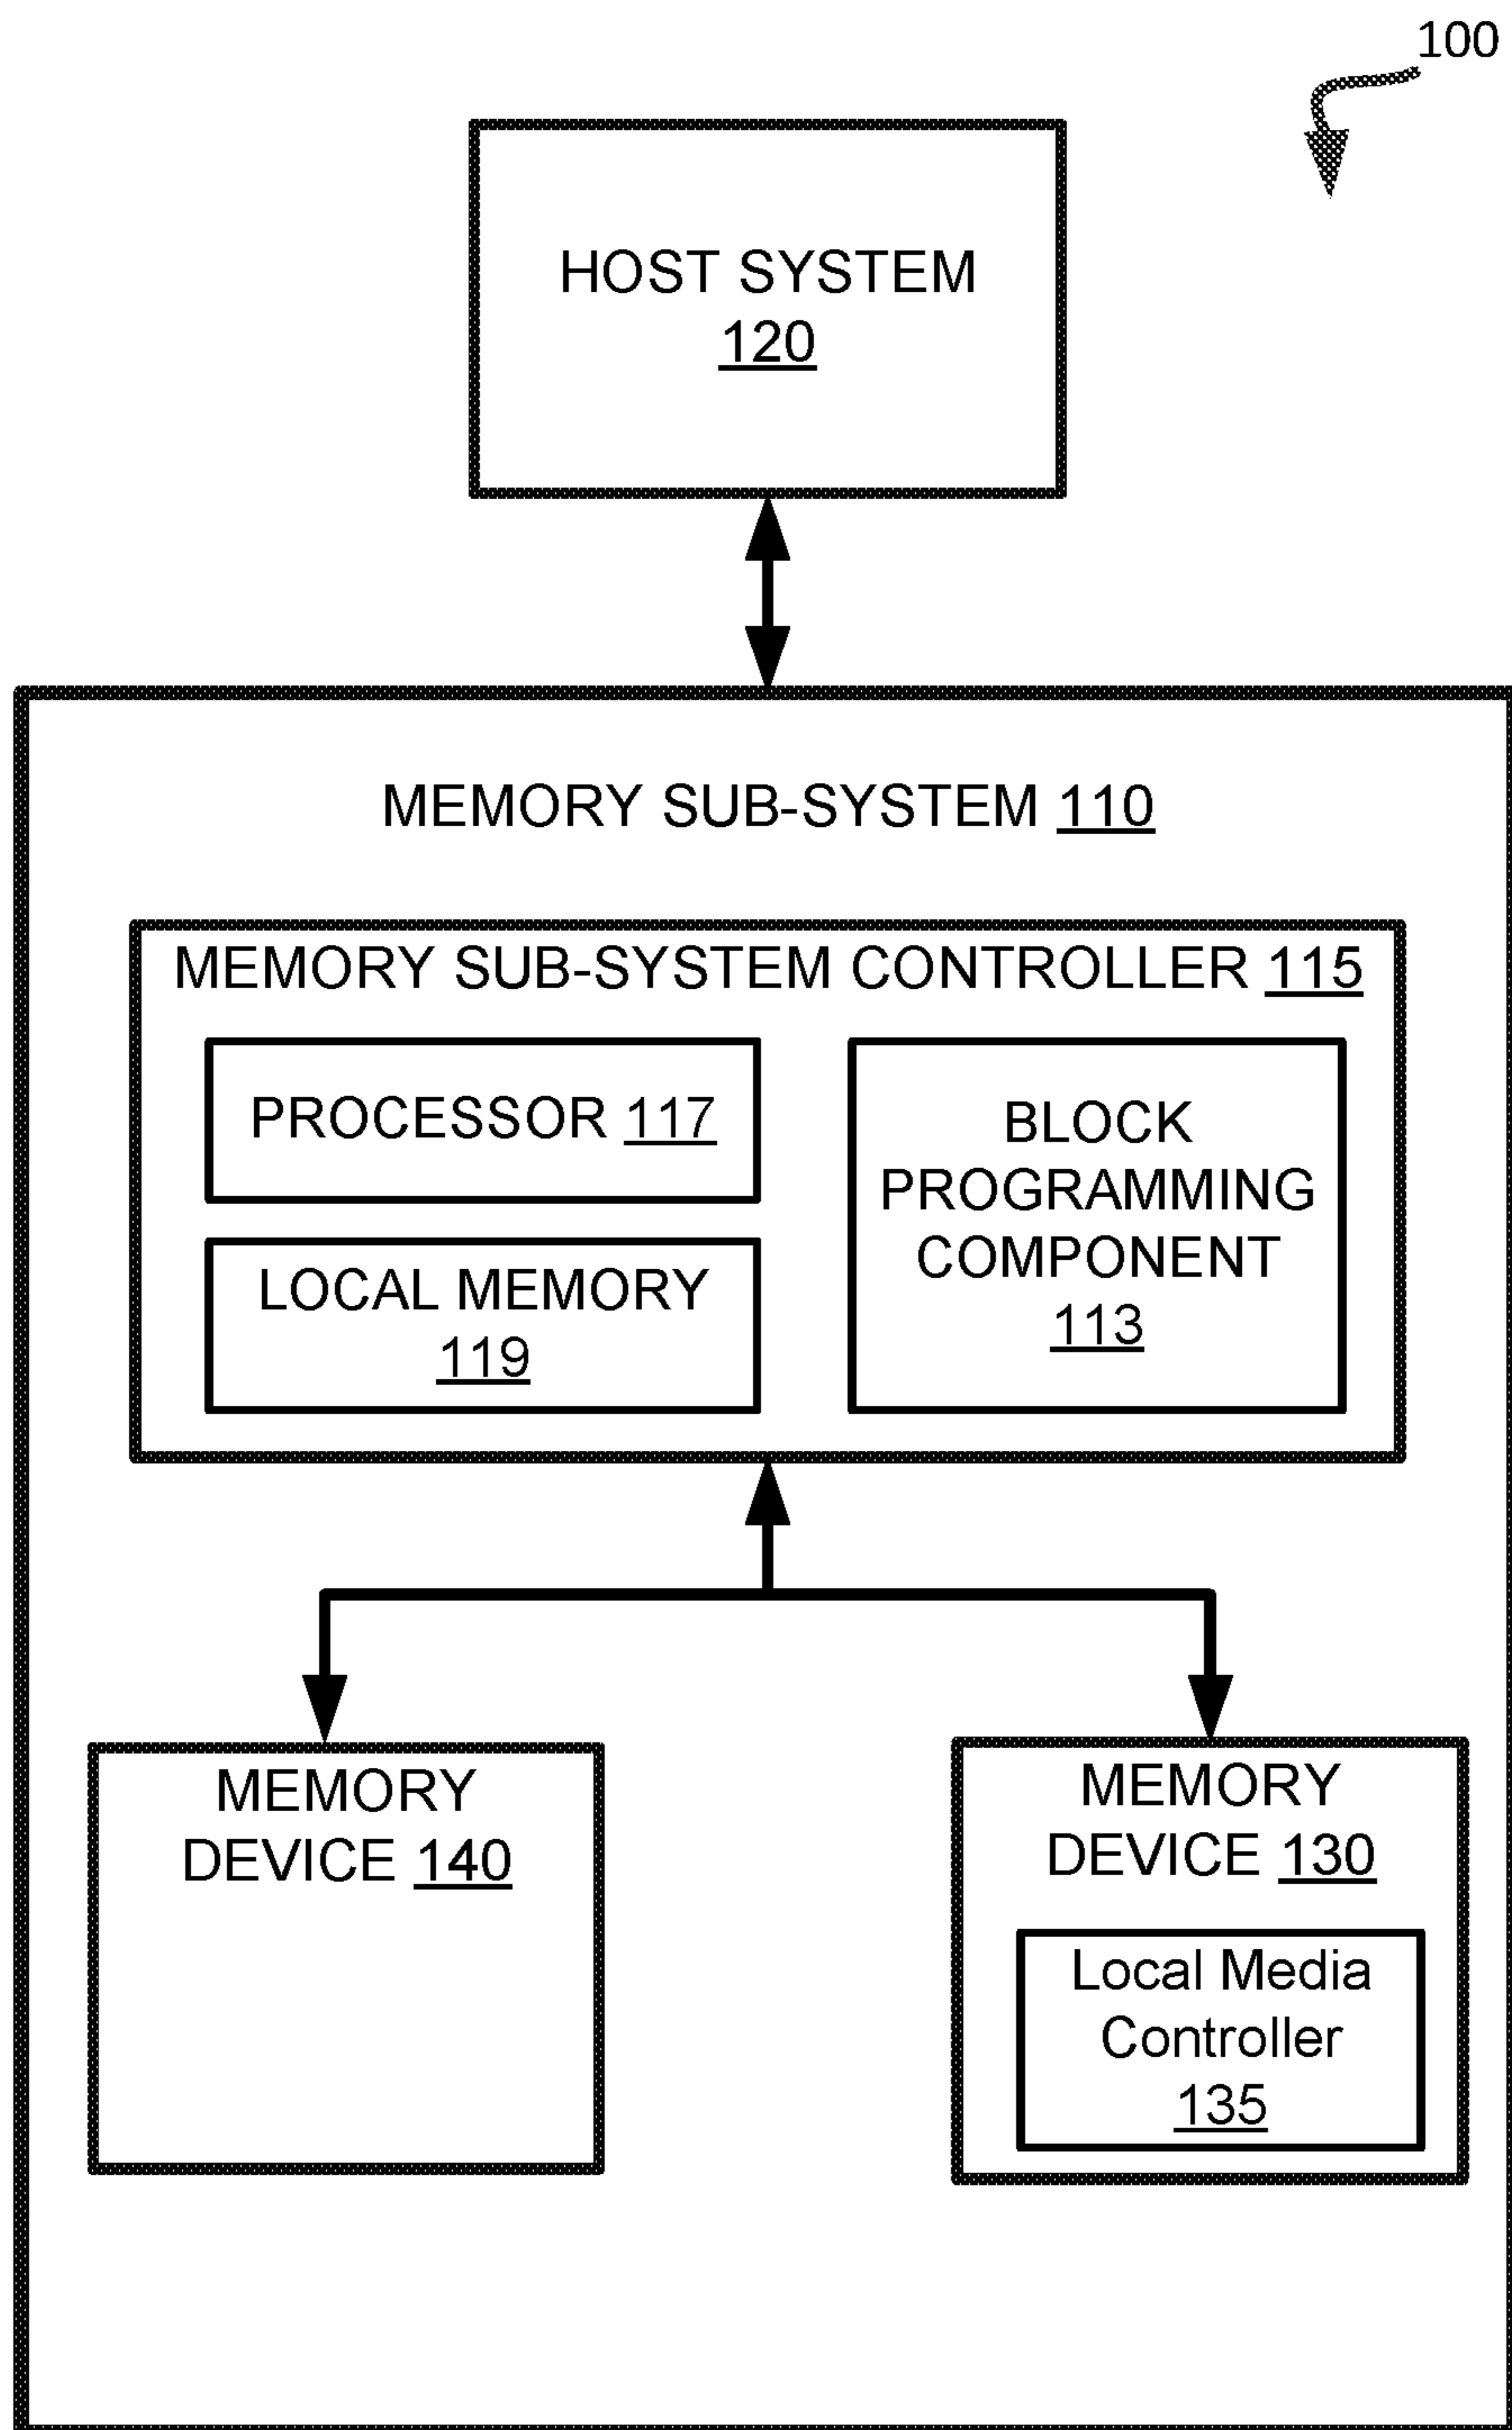 100
HOST SYSTEM
120
MEMORY SUB-SYSTEM 110
MEMORY SUB-SYSTEM CONTROLLER 115
PROCESSOR 117
LOCAL MEMORY
119
BLOCK
PROGRAMMING
COMPONENT
113
MEMORY
DEVICE 140
MEMORY
DEVICE 130
Local Media
Controller
135